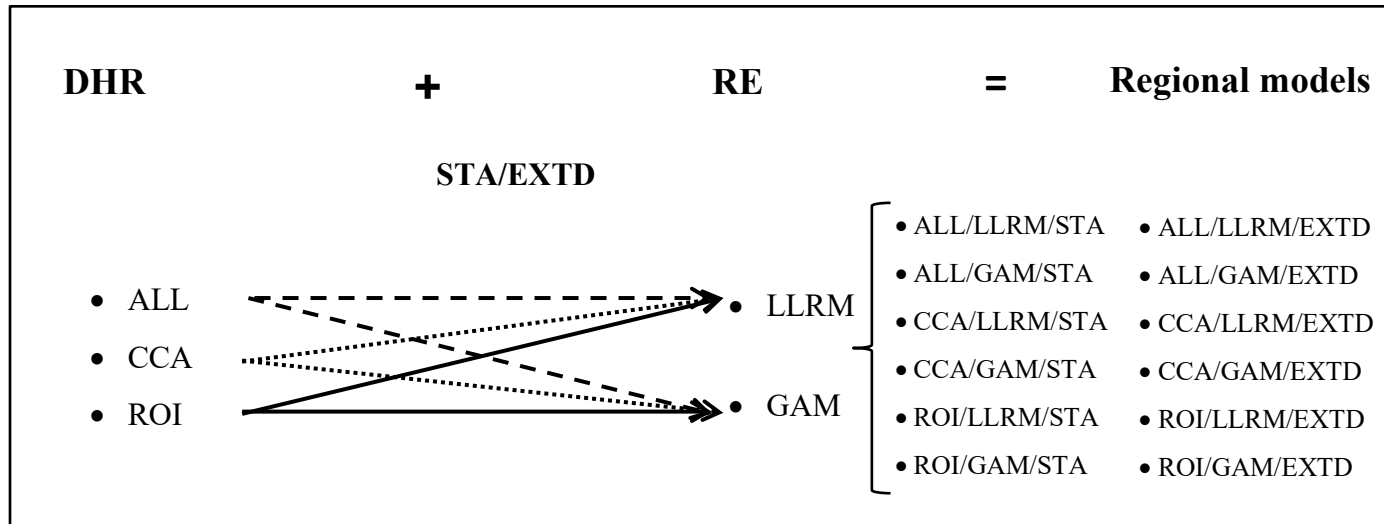 DHR + RE = Regional models
STA/EXTD
• ALL/LLRM/STA • ALL/LLRM/EXTD
• ALL/GAM/STA • ALL/GAM/EXTD
• ALL • LLRM
• CCA/LLRM/STA • CCA/LLRM/EXTD
• CCA
• CCA/GAM/STA • CCA/GAM/EXTD
• ROI • GAM
• ROI/LLRM/STA • ROI/LLRM/EXTD
• ROI/GAM/STA • ROI/GAM/EXTD